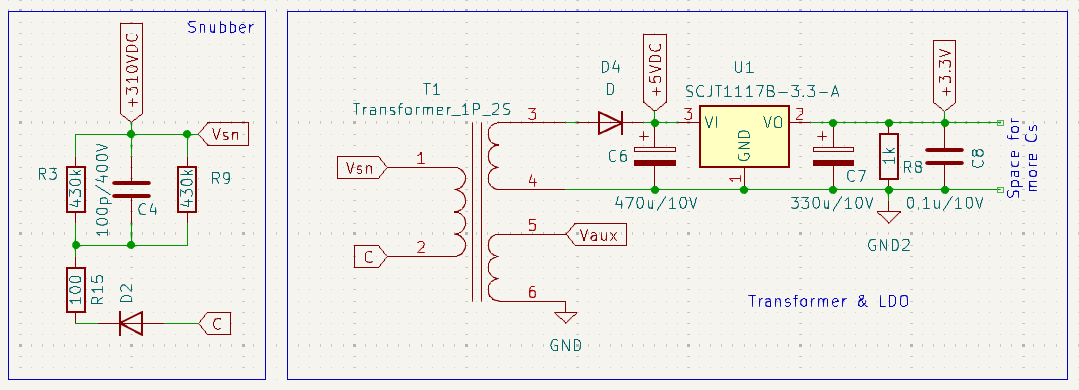 Snubber
+310VDC
Vsn
R3
430k
100p/400V
C4
430k
R9
100
R15
D2
C
T1
Transformer_1P_2S
Vsn
1
C
2
3
4
5
Vaux
6
GND
D4
D
+5VDC
+
C6
470u/10V
U1
SCJT1117B-3.3-A
3
VI
VO
2
GND
1
+
C7
330u/10V
1k
R8
GND2
+3.3V
C8
0.1u/10V
Space for
more Cs
Transformer & LDO